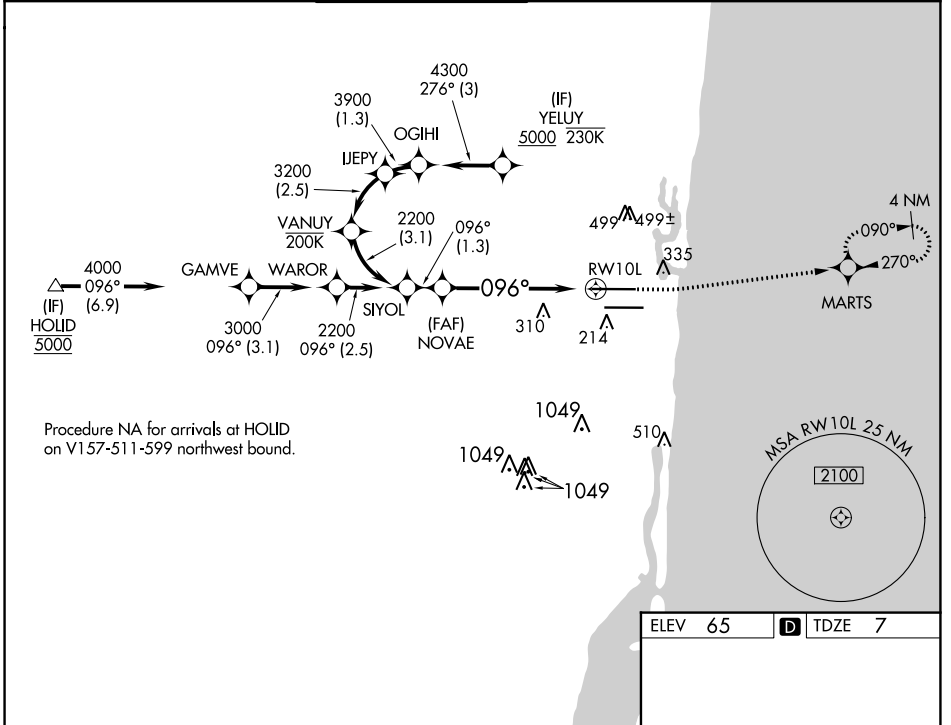 4300
276° (3)
(IF)
YELUY
5000 230K
3900
(1.3)
OGIHI
IJEPY
3200
(2.5)
VANUY
200K
2200
(3.1)
096°
(1.3)
499 499±
4 NM
090°
270°
335
RW10L
MARTS
4000
096°
(6.9)
(IF)
HOLID
5000
GAMVE
WAROR
SIYOL
096°
(FAF)
NOVAE
3000
096° (3.1)
2200
096° (2.5)
310
214
Procedure NA for arrivals at HOLID
on V157-511-599 northwest bound.
1049
510
1049
1049
MSA RW10L 25 NM
2100
ELEV 65 D TDZE 7